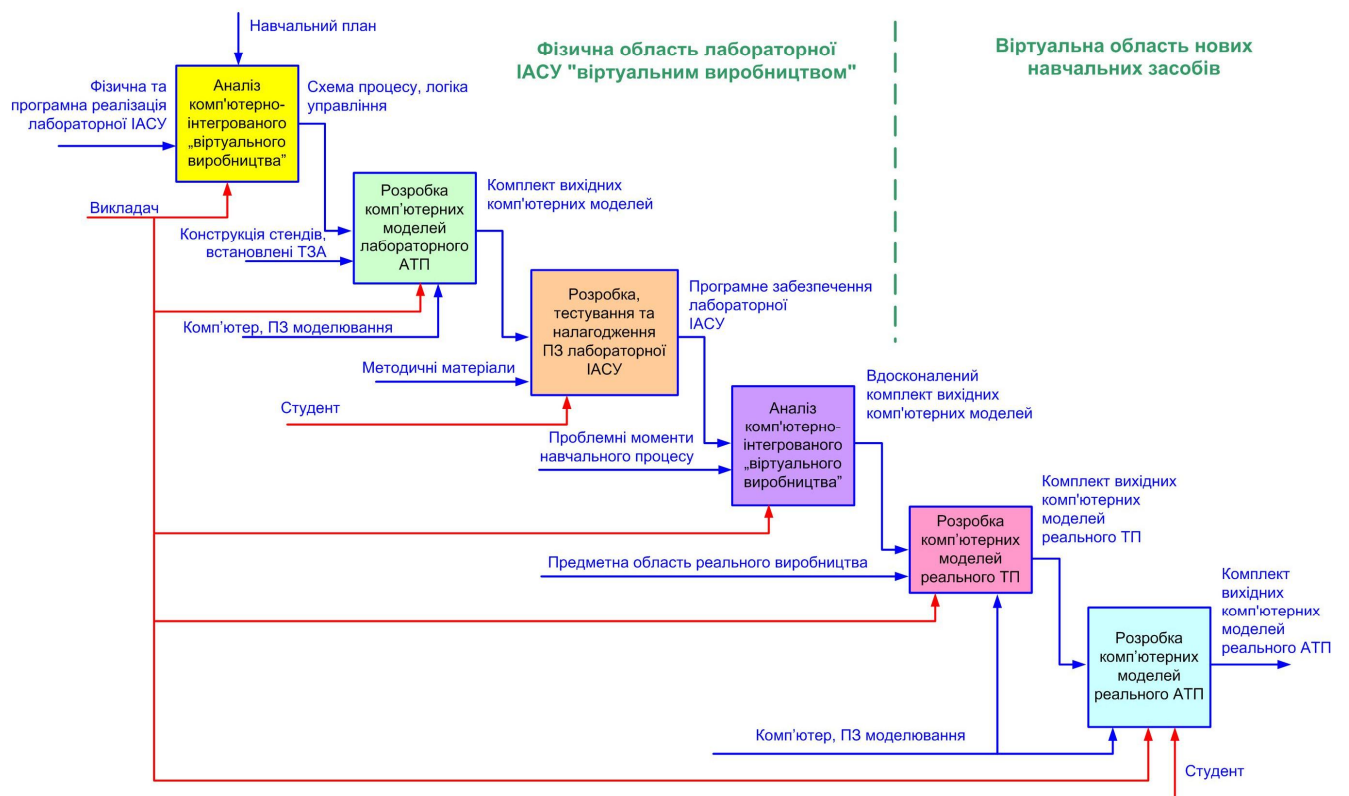 Навчальний план
Фізична область лабораторної
ІАСУ "віртуальним виробництвом"
Віртуальна область нових
навчальних засобів
Фізична та
програмна реалізація
лабораторної ІАСУ
Аналіз
комп'ютерно-
інтегрованого
„віртуального
виробництва”
Схема процесу, логіка
управління
Викладач
Розробка
комп’ютерних
моделей
лабораторного
АТП
Комплект вихідних
комп'ютерних моделей
Конструкція стендів,
встановлені ТЗА
Комп’ютер, ПЗ моделювання
Розробка,
тестування та
налагодження
ПЗ лабораторної
ІАСУ
Програмне забезпечення
лабораторної
ІАСУ
Методичні матеріали
Студент
Аналіз
комп'ютерно-
інтегрованого
„віртуального
виробництва”
Вдосконалений
комплект вихідних
комп'ютерних моделей
Проблемні моменти
навчального процесу
Розробка
комп’ютерних
моделей
реального ТП
Комплект вихідних
комп'ютерних
моделей
реального ТП
Предметна область реального виробництва
Розробка
комп’ютерних
моделей
реального АТП
Комплект
вихідних
комп'ютерних
моделей
реального АТП
Комп’ютер, ПЗ моделювання
Студент